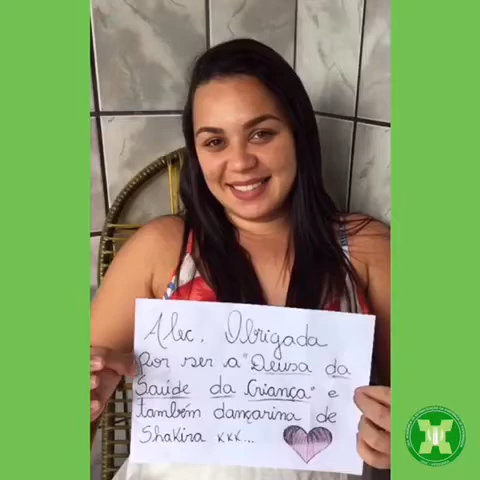 Alec, Obrigada
por ser a "Deusa da
Saúde da Criança" e
também dançarina de
Shakira kkk...